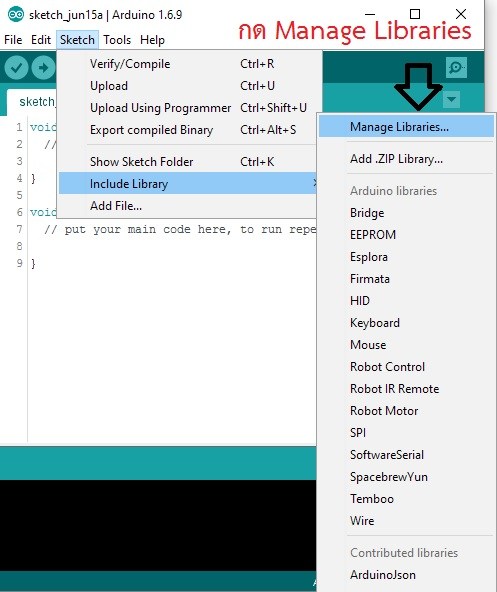 sketch_jun15a | Arduino 1.6.9
กด Manage Libraries
File Edit Sketch Tools Help
Verify/Compile Ctrl+R
Upload Ctrl+U
Upload Using Programmer Ctrl+Shift+U
Export compiled Binary Ctrl+Alt+S
Show Sketch Folder Ctrl+K
Include Library
Add File...
sketch_
1 void
2 //
3
4 }
5
6 void
7 // put your main code here, to run repe
8
9 }
Manage Libraries...
Add .ZIP Library...
Arduino libraries
Bridge
EEPROM
Esplora
Firmata
HID
Keyboard
Mouse
Robot Control
Robot IR Remote
Robot Motor
SPI
SoftwareSerial
SpacebrewYun
Temboo
Wire
Contributed libraries
ArduinoJson